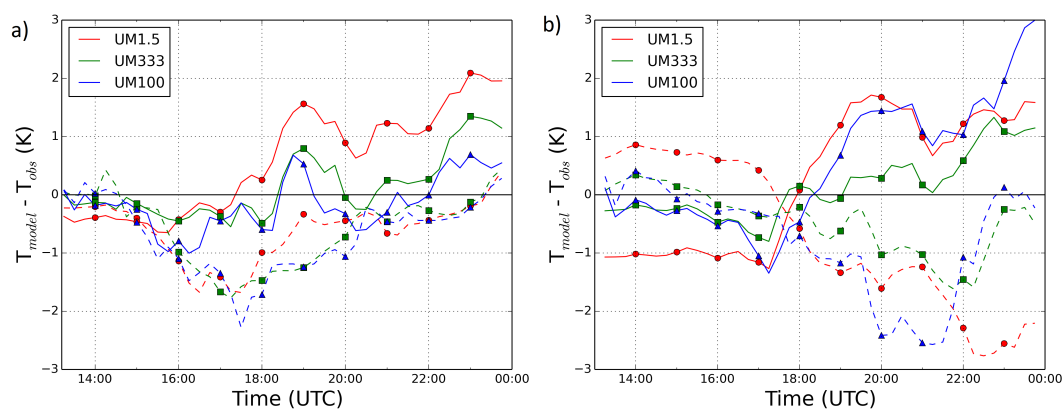 a)
UM1.5
UM333
UM100
3
2
1
0
−1
−2
−3
T_model - T_obs (K)
14:00 16:00 18:00 20:00 22:00 00:00
Time (UTC)
b)
UM1.5
UM333
UM100
3
2
1
0
−1
−2
−3
T_model - T_obs (K)
14:00 16:00 18:00 20:00 22:00 00:00
Time (UTC)